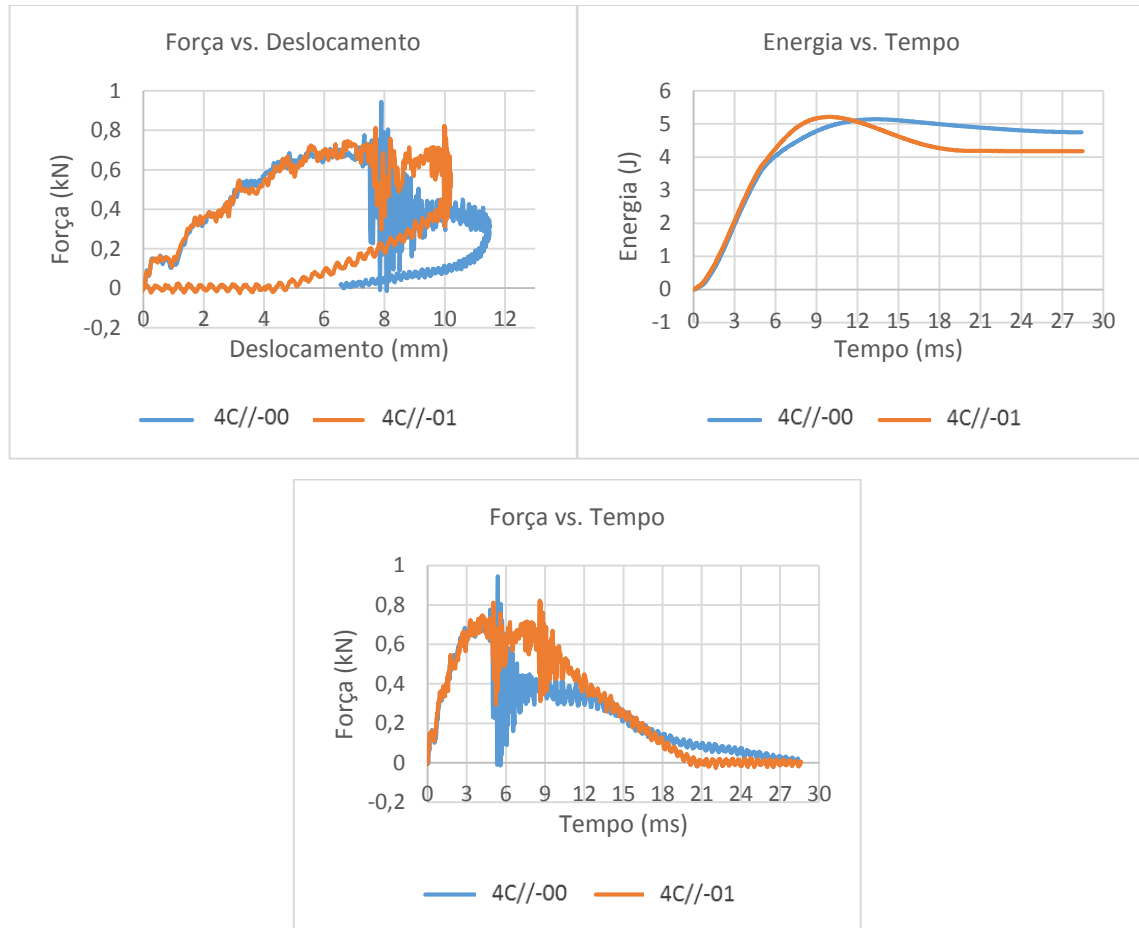 Força vs. Deslocamento
1
0,8
0,6
0,4
0,2
0
-0,2
0 2 4 6 8 10 12
Força (kN)
Deslocamento (mm)
4C//-00 4C//-01
Energia vs. Tempo
6
5
4
3
2
1
0
-1
0 3 6 9 12 15 18 21 24 27 30
Energia (J)
Tempo (ms)
4C//-00 4C//-01
Força vs. Tempo
1
0,8
0,6
0,4
0,2
0
-0,2
0 3 6 9 12 15 18 21 24 27 30
Força (kN)
Tempo (ms)
4C//-00 4C//-01